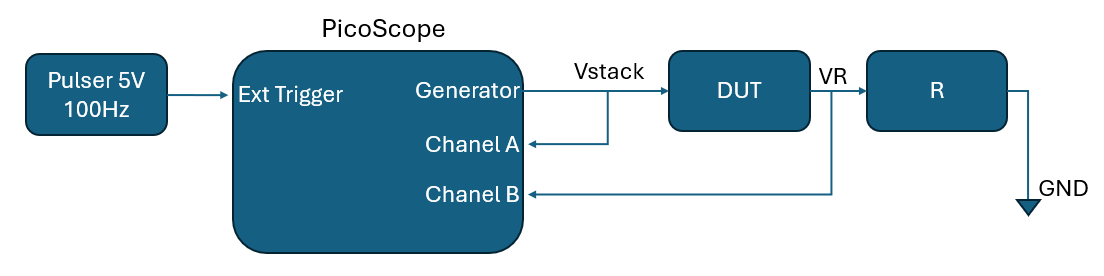 PicoScope
Pulser 5V
100Hz
Ext Trigger
Generator
Chanel A
Chanel B
Vstack
DUT
VR
R
GND